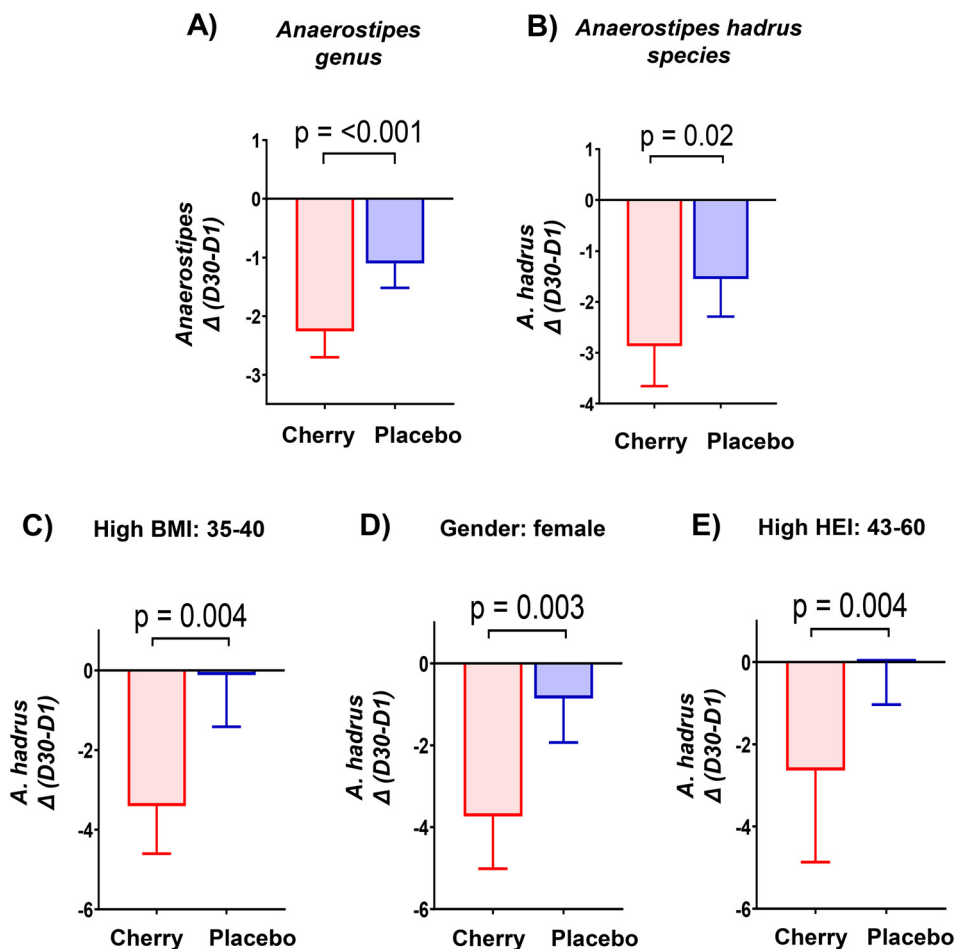 A)
Anaerostipes
genus
p = <0.001
1
0
-1
-2
-3
Anaerostipes
Δ (D30-D1)
Cherry Placebo
B)
Anaerostipes hadrus
species
p = 0.02
1
0
-1
-2
-3
-4
A. hadrus
Δ (D30-D1)
Cherry Placebo
C)
High BMI: 35-40
p = 0.004
0
-2
-4
-6
A. hadrus
Δ (D30-D1)
Cherry Placebo
D)
Gender: female
p = 0.003
0
-2
-4
-6
A. hadrus
Δ (D30-D1)
Cherry Placebo
E)
High HEI: 43-60
p = 0.004
0
-2
-4
-6
A. hadrus
Δ (D30-D1)
Cherry Placebo